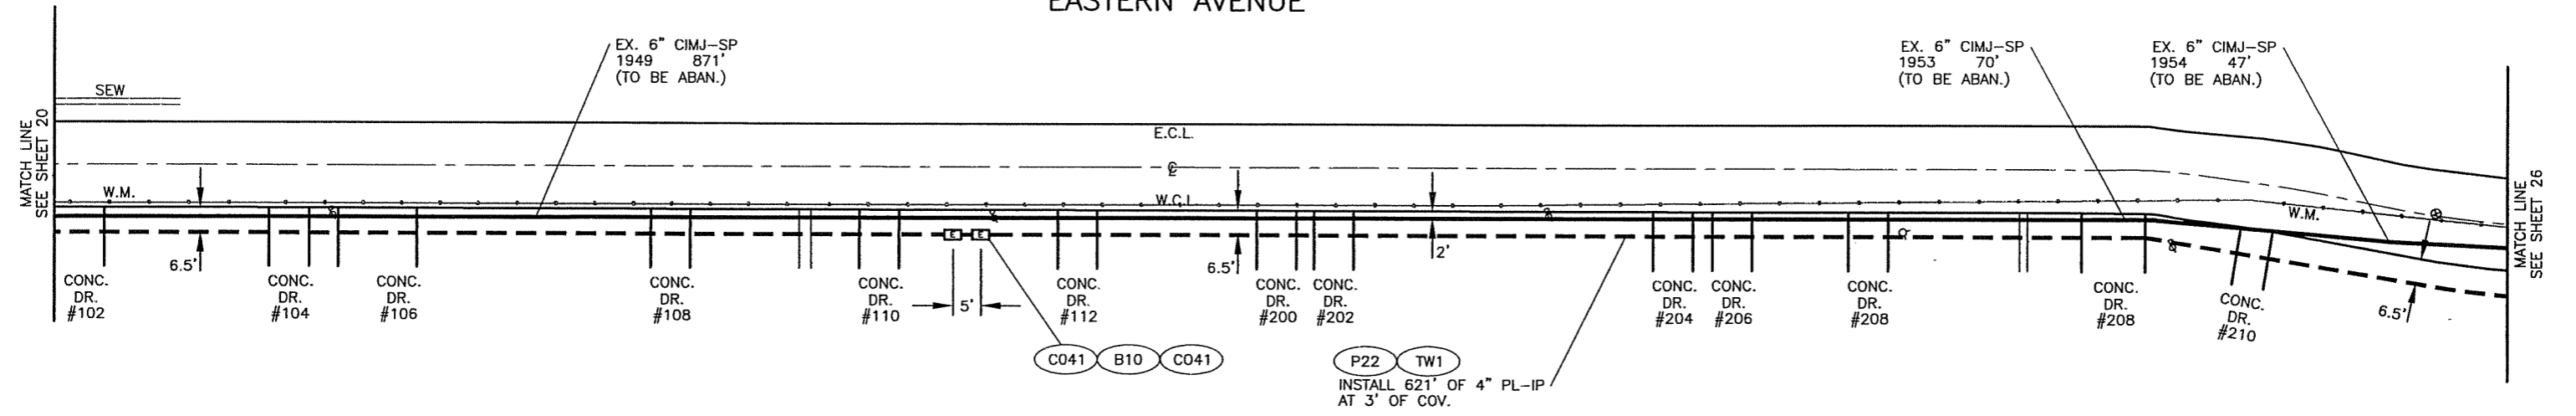 EASTERN AVENUE
EX. 6" CIMJ-SP
1949 871'
(TO BE ABAN.)
EX. 6" CIMJ-SP
1953 70'
(TO BE ABAN.)
EX. 6" CIMJ-SP
1954 47'
(TO BE ABAN.)
SEW
MATCH LINE
SEE SHEET 20
E.C.L.
℄
W.M.
W.C.L.
W.M.
MATCH LINE
SEE SHEET 26
6.5'
E
E
6.5'
2'
CONC.
DR.
#102
CONC.
DR.
#104
CONC.
DR.
#106
CONC.
DR.
#108
CONC.
DR.
#110
5'
CONC.
DR.
#112
CONC.
DR.
#200
CONC.
DR.
#202
CONC.
DR.
#204
CONC.
DR.
#206
CONC.
DR.
#208
CONC.
DR.
#208
CONC.
DR.
#210
6.5'
C041 B10 C041
P22 TW1
INSTALL 621' OF 4" PL-IP
AT 3' OF COV.